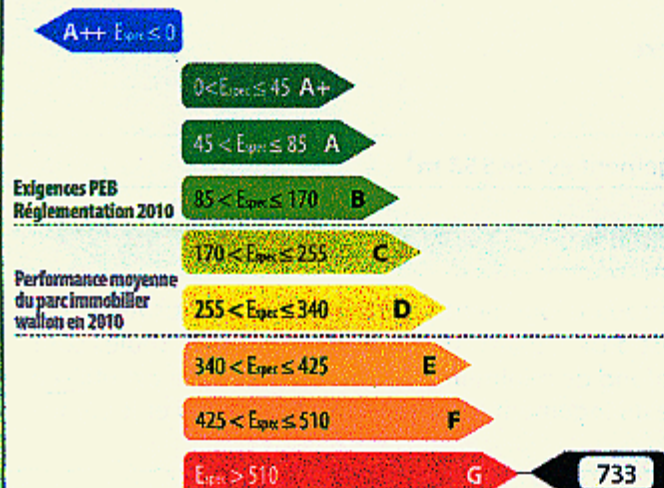 A++ Espec ≤ 0
0 < Espec ≤ 45 A+
45 < Espec ≤ 85 A
Exigences PEB
Réglementation 2010
85 < Espec ≤ 170 B
170 < Espec ≤ 255 C
Performance moyenne
du parc immobilier
wallon en 2010
255 < Espec ≤ 340 D
340 < Espec ≤ 425 E
425 < Espec ≤ 510 F
Espec > 510 G
733